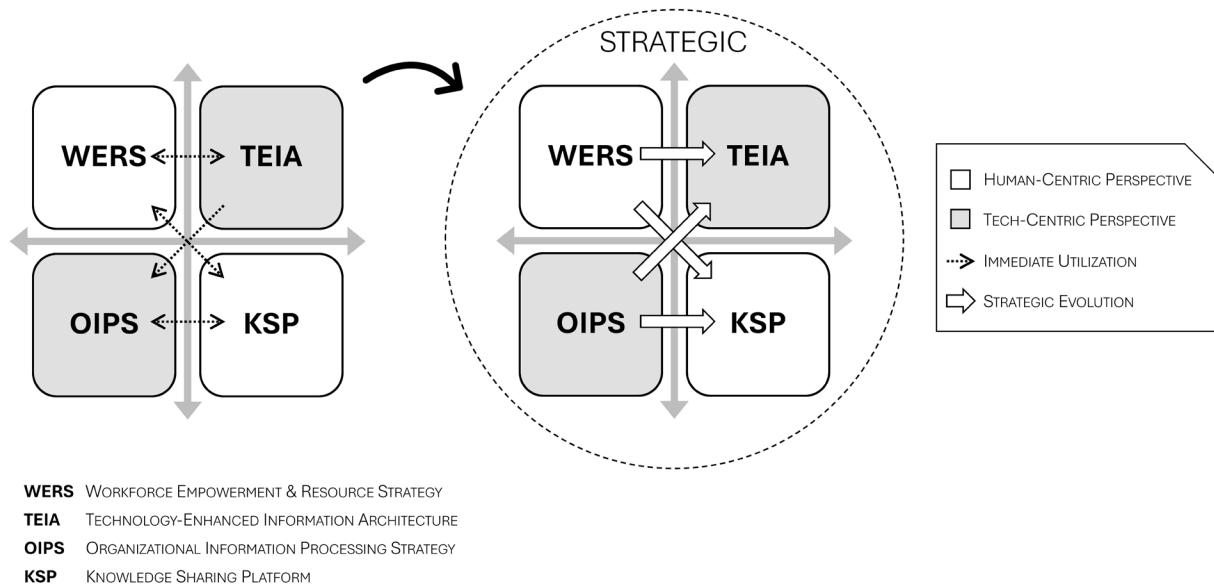 STRATEGIC
WERS
TEIA
OIPS
KSP
WERS
TEIA
OIPS
KSP
HUMAN-CENTRIC PERSPECTIVE
TECH-CENTRIC PERSPECTIVE
IMMEDIATE UTILIZATION
STRATEGIC EVOLUTION
WERS WORKFORCE EMPOWERMENT & RESOURCE STRATEGY
TEIA TECHNOLOGY-ENHANCED INFORMATION ARCHITECTURE
OIPS ORGANIZATIONAL INFORMATION PROCESSING STRATEGY
KSP KNOWLEDGE SHARING PLATFORM